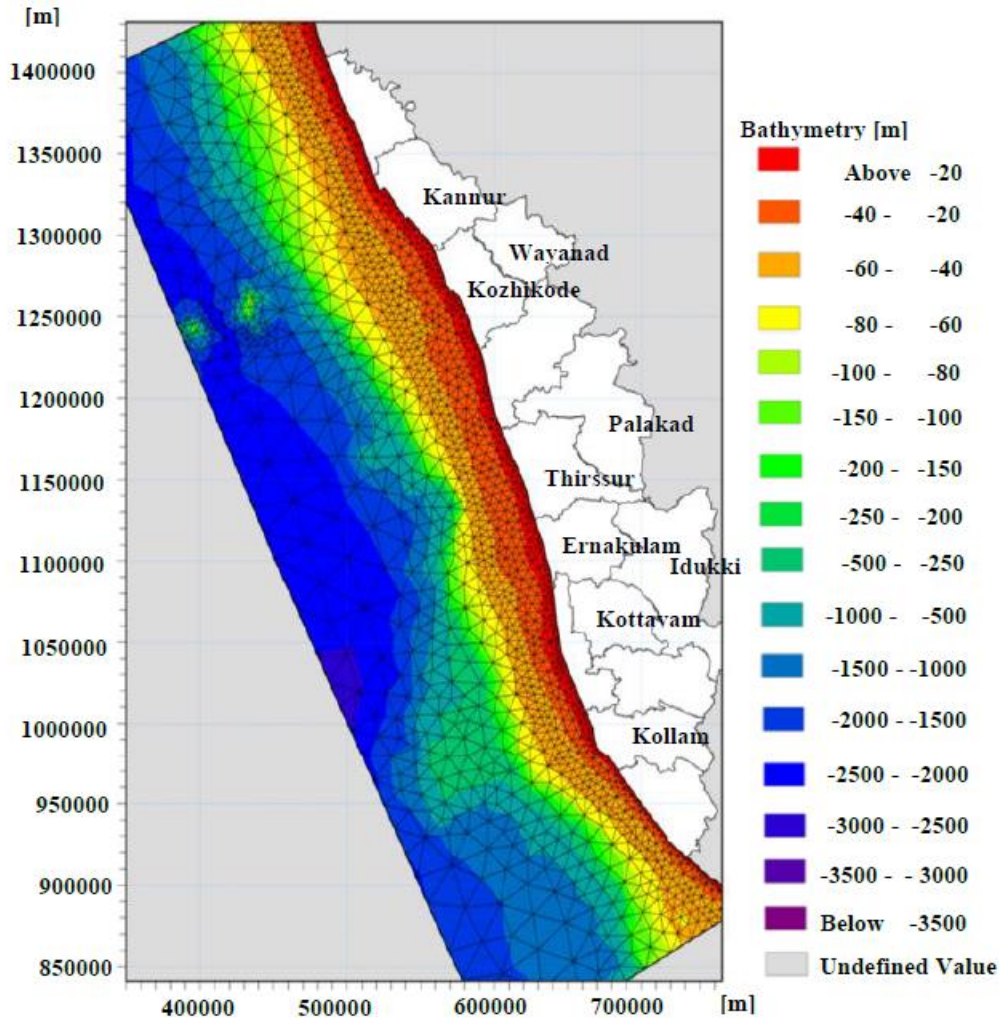 [m]
1400000
1350000
1300000
1250000
1200000
1150000
1100000
1050000
1000000
950000
900000
850000
400000 500000 600000 700000 [m]
Kannur
Wayanad
Kozhikode
Palakad
Thirssur
Ernakulam
Idukki
Kottavam
Kollam
Bathymetry [m]
Above -20
-40 - -20
-60 - -40
-80 - -60
-100 - -80
-150 - -100
-200 - -150
-250 - -200
-500 - -250
-1000 - -500
-1500 - -1000
-2000 - -1500
-2500 - -2000
-3000 - -2500
-3500 - - 3000
Below -3500
Undefined Value